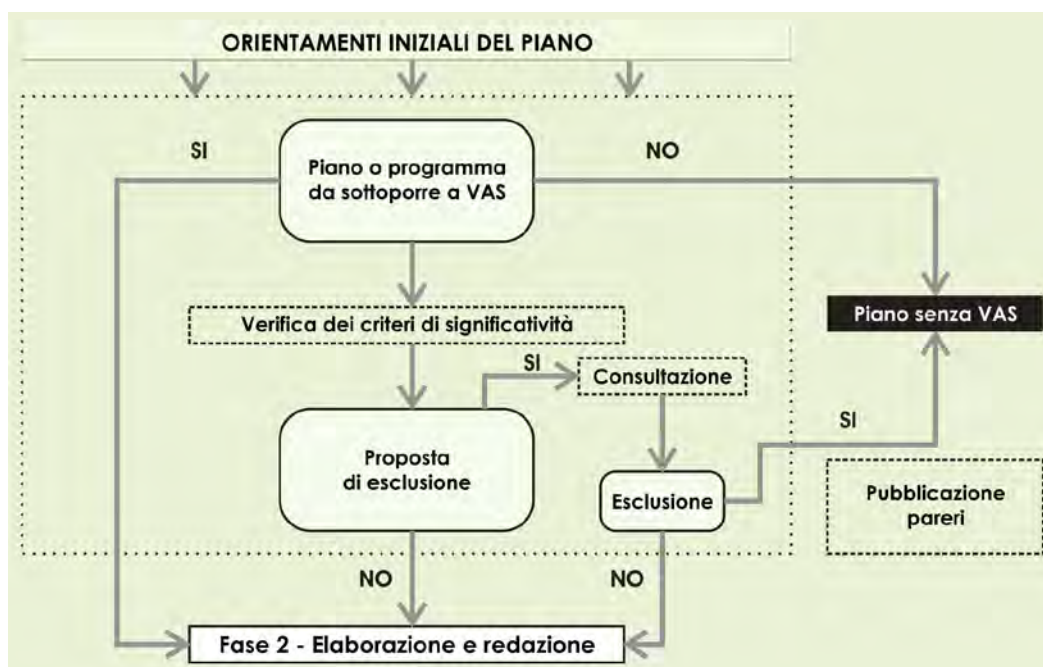 ORIENTAMENTI INIZIALI DEL PIANO
SI
NO
Piano o programma
da sottoporre a VAS
Verifica dei criteri di significatività
Piano senza VAS
SI
Consultazione
SI
Proposta
di esclusione
Esclusione
Pubblicazione
pareri
NO
NO
Fase 2 - Elaborazione e redazione